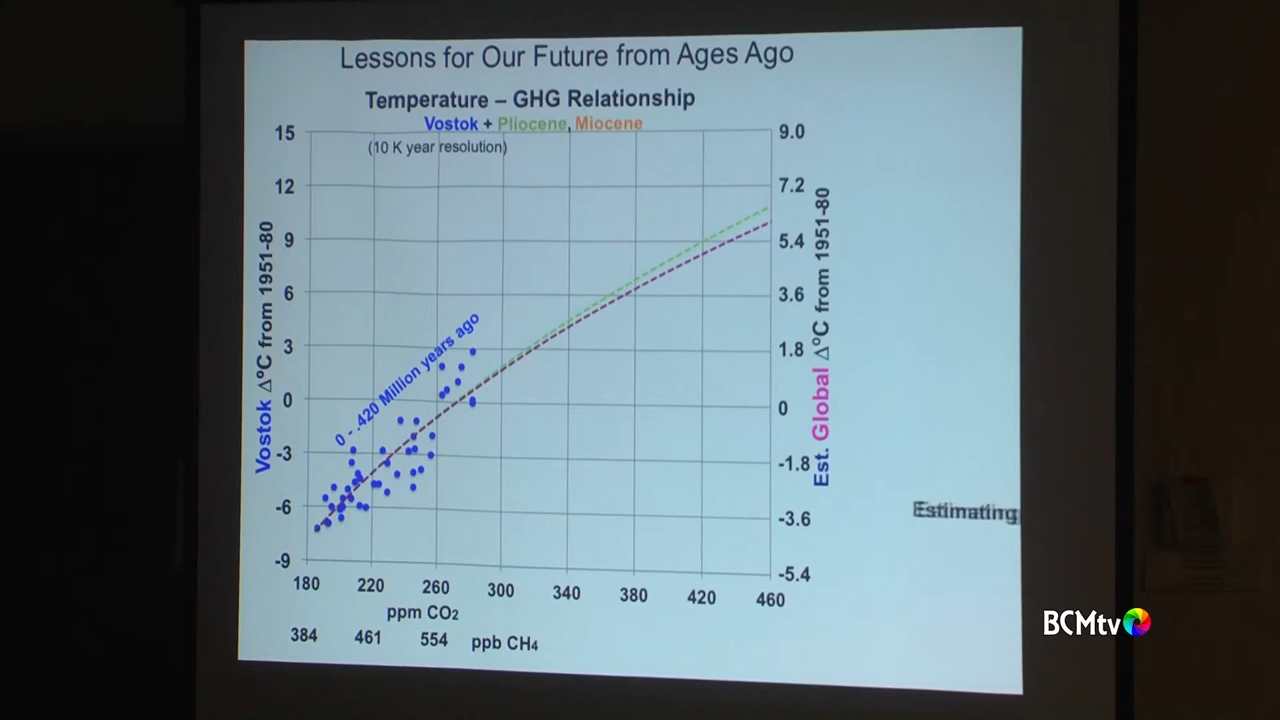 Lessons for Our Future from Ages Ago
Temperature – GHG Relationship
Vostok + Pliocene, Miocene
(10 K year resolution)
15
12
9
6
3
0
-3
-6
-9
Vostok Δ°C from 1951-80
0 - .420 Million years ago
9.0
7.2
5.4
3.6
1.8
0
-1.8
-3.6
-5.4
Est. Global Δ°C from 1951-80
180 220 260 300 340 380 420 460
ppm CO₂
384 461 554 ppb CH₄
Estimating
BCMtv